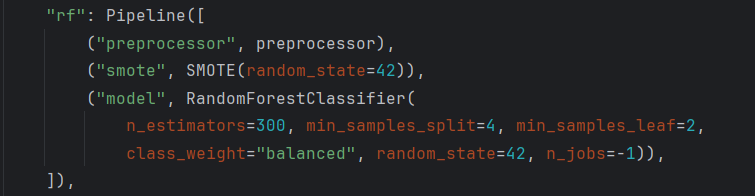 "rf": Pipeline([
("preprocessor", preprocessor),
("smote", SMOTE(random_state=42)),
("model", RandomForestClassifier(
n_estimators=300, min_samples_split=4, min_samples_leaf=2,
class_weight="balanced", random_state=42, n_jobs=-1)),
]),